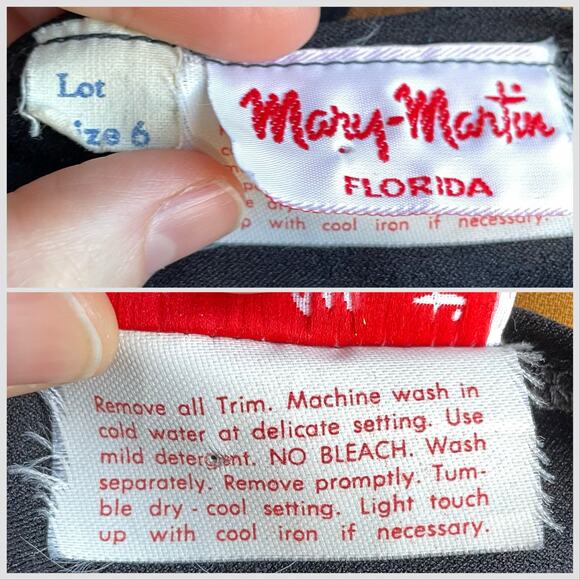 Lot
ize 6
Mary-Martin
FLORIDA
p with cool iron if necessary.
Remove all Trim. Machine wash in
cold water at delicate setting. Use
mild detergent. NO BLEACH. Wash
separately. Remove promptly. Tum-
ble dry - cool setting. Light touch
up with cool iron if necessary.